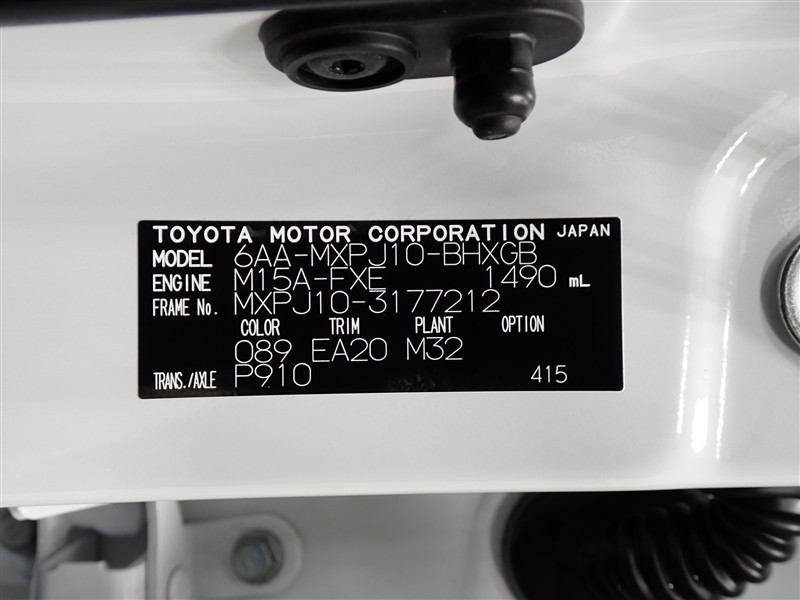 TOYOTA MOTOR CORPORATION JAPAN
MODEL 6AA-MXPJ10-BHXGB
ENGINE M15A-FXE 1490 mL
FRAME No. MXPJ10-3177212
COLOR TRIM PLANT OPTION
089 EA20 M32
TRANS./AXLE P910 415